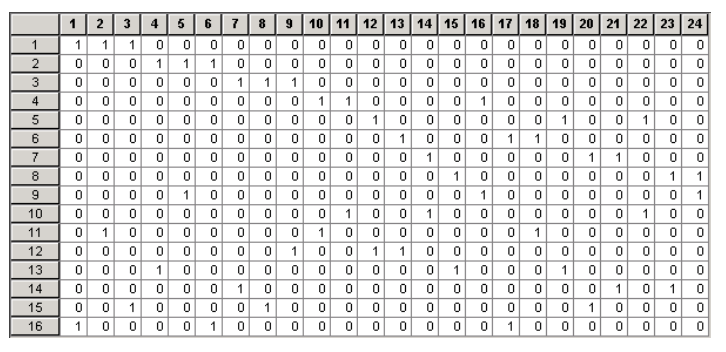 1 2 3 4 5 6 7 8 9 10 11 12 13 14 15 16 17 18 19 20 21 22 23 24
1 1 1 1 0 0 0 0 0 0 0 0 0 0 0 0 0 0 0 0 0 0 0 0 0
2 0 0 0 1 1 1 0 0 0 0 0 0 0 0 0 0 0 0 0 0 0 0 0 0
3 0 0 0 0 0 0 1 1 1 0 0 0 0 0 0 0 0 0 0 0 0 0 0 0
4 0 0 0 0 0 0 0 0 0 1 1 0 0 0 0 1 0 0 0 0 0 0 0 0
5 0 0 0 0 0 0 0 0 0 0 0 1 0 0 0 0 0 0 1 0 0 1 0 0
6 0 0 0 0 0 0 0 0 0 0 0 0 1 0 0 0 1 1 0 0 0 0 0 0
7 0 0 0 0 0 0 0 0 0 0 0 0 0 1 0 0 0 0 0 1 1 0 0 0
8 0 0 0 0 0 0 0 0 0 0 0 0 0 0 1 0 0 0 0 0 0 0 1 1
9 0 0 0 0 1 0 0 0 0 0 0 0 0 0 0 1 0 0 0 0 0 0 0 1
10 0 0 0 0 0 0 0 0 0 0 1 0 0 1 0 0 0 0 0 0 0 1 0 0
11 0 1 0 0 0 0 0 0 0 1 0 0 0 0 0 0 0 1 0 0 0 0 0 0
12 0 0 0 0 0 0 0 0 1 0 0 1 1 0 0 0 0 0 0 0 0 0 0 0
13 0 0 0 1 0 0 0 0 0 0 0 0 0 0 1 0 0 0 1 0 0 0 0 0
14 0 0 0 0 0 0 1 0 0 0 0 0 0 0 0 0 0 0 0 0 1 0 1 0
15 0 0 1 0 0 0 0 1 0 0 0 0 0 0 0 0 0 0 0 1 0 0 0 0
16 1 0 0 0 0 1 0 0 0 0 0 0 0 0 0 0 1 0 0 0 0 0 0 0